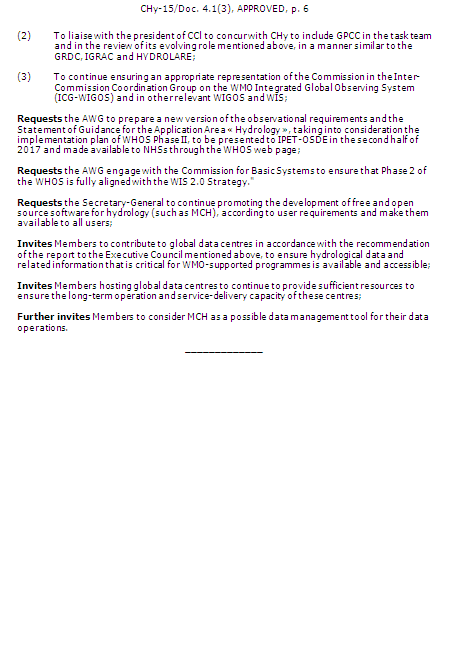 CHy-15/Doc. 4.1(3), APPROVED, p. 6
(2) To liaise with the president of CCl to concur with CHy to include GPCC in the task team
and in the review of its evolving role mentioned above, in a manner similar to the
GRDC, IGRAC and HYDROLARE;
(3) To continue ensuring an appropriate representation of the Commission in the Inter-
Commission Coordination Group on the WMO Integrated Global Observing System
(ICG-WIGOS) and in other relevant WIGOS and WIS;
Requests the AWG to prepare a new version of the observational requirements and the
Statement of Guidance for the Application Area « Hydrology », taking into consideration the
implementation plan of WHOS Phase II, to be presented to IPET-OSDE in the second half of
2017 and made available to NHSs through the WHOS web page;
Requests the AWG engage with the Commission for Basic Systems to ensure that Phase 2 of
the WHOS is fully aligned with the WIS 2.0 Strategy."
Requests the Secretary-General to continue promoting the development of free and open
source software for hydrology (such as MCH), according to user requirements and make them
available to all users;
Invites Members to contribute to global data centres in accordance with the recommendation
of the report to the Executive Council mentioned above, to ensure hydrological data and
related information that is critical for WMO-supported programmes is available and accessible;
Invites Members hosting global data centres to continue to provide sufficient resources to
ensure the long-term operation and service-delivery capacity of these centres;
Further invites Members to consider MCH as a possible data management tool for their data
operations.